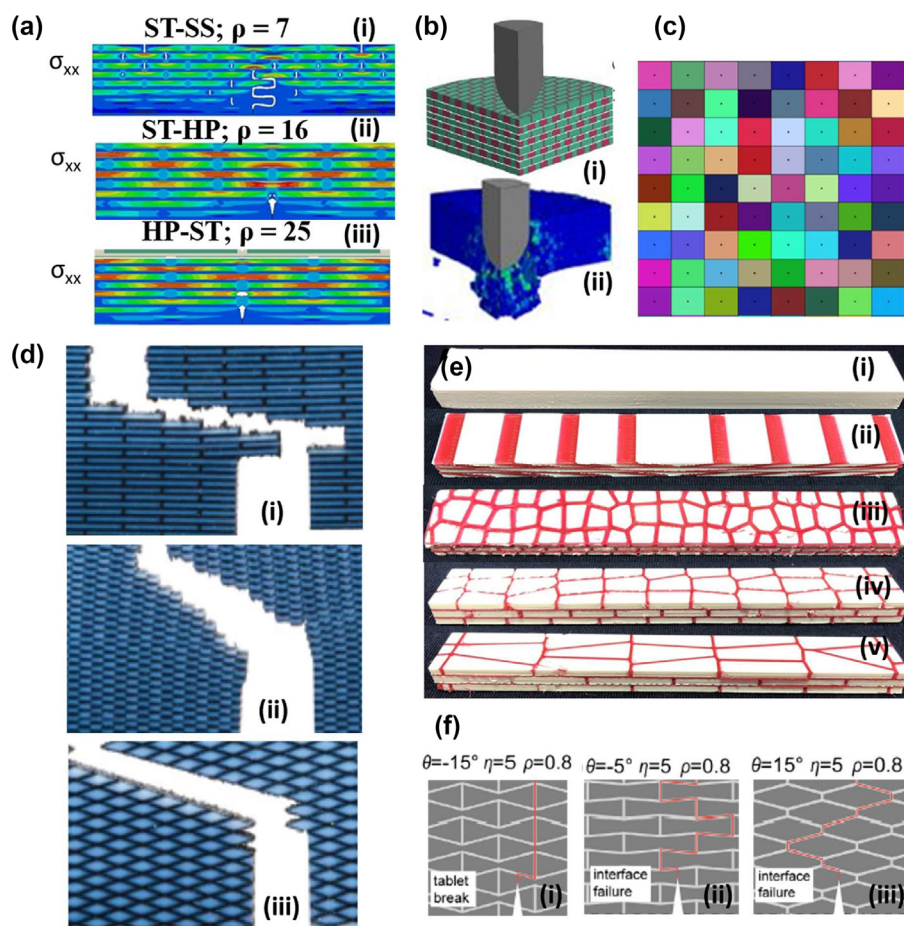 (a)
ST-SS; ρ = 7
(i)
σxx
ST-HP; ρ = 16
(ii)
σxx
HP-ST; ρ = 25
(iii)
σxx
(b)
(i)
(ii)
(c)
(d)
(i)
(ii)
(iii)
(e)
(i)
(ii)
(iii)
(iv)
(v)
(f)
θ=-15° η=5 ρ=0.8
tablet
break
(i)
θ=-5° η=5 ρ=0.8
interface
failure
(ii)
θ=15° η=5 ρ=0.8
interface
failure
(iii)